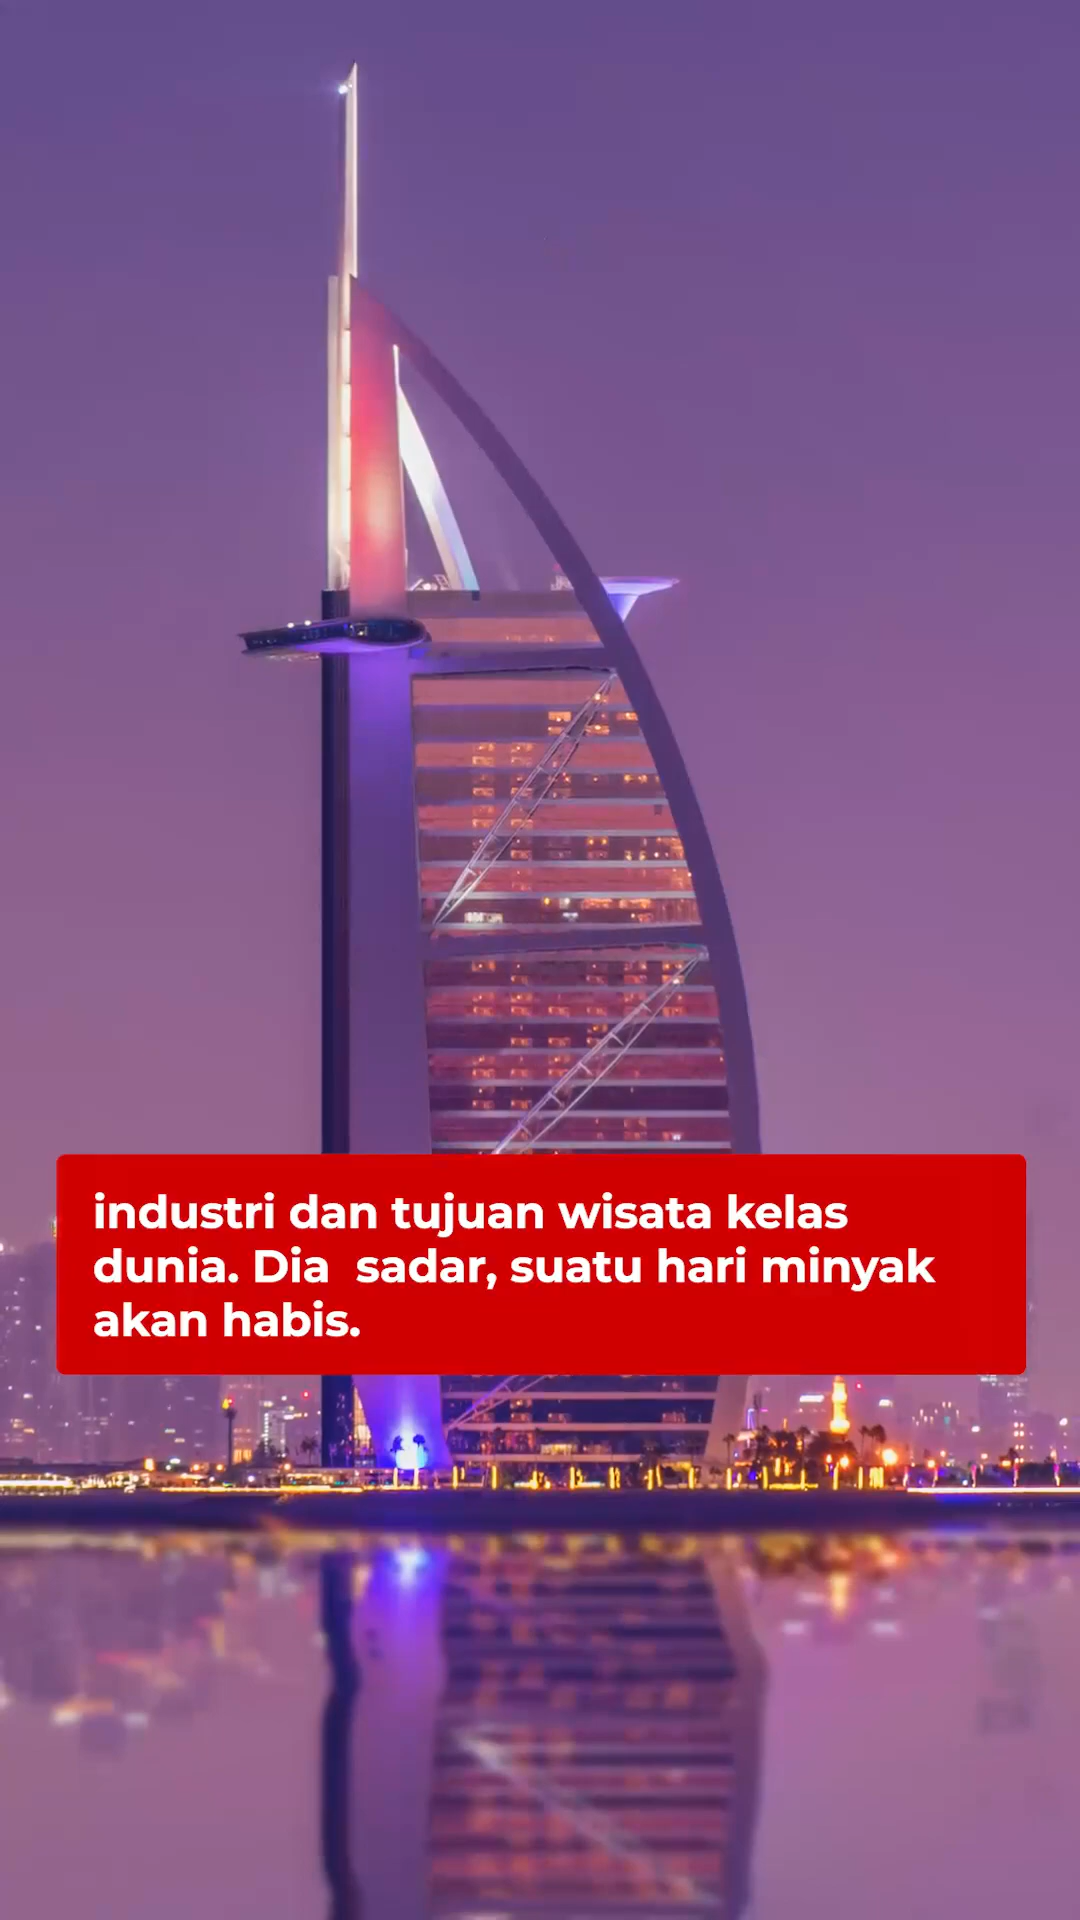 industri dan tujuan wisata kelas
dunia. Dia  sadar, suatu hari minyak
akan habis.